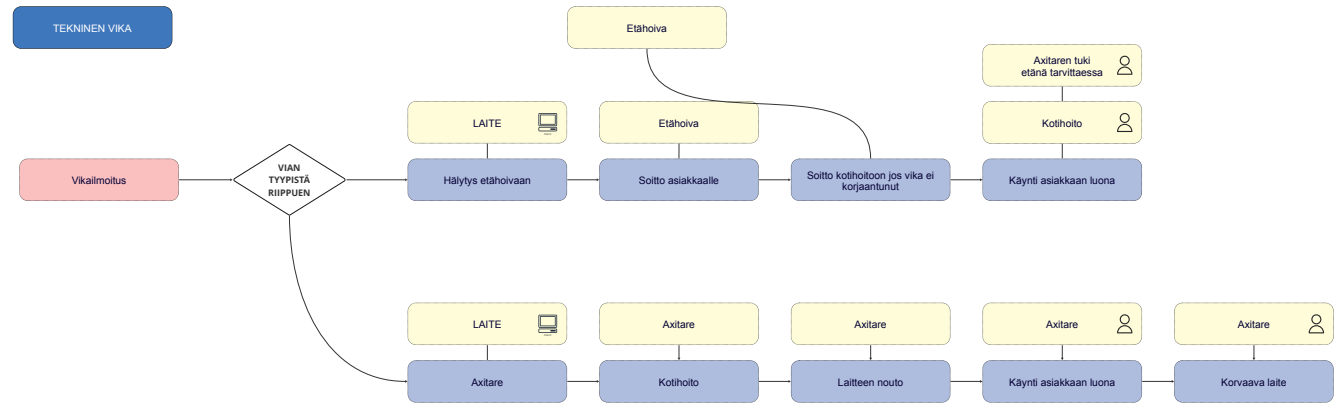 TEKNINEN VIKA
Etähoiva
Axitaren tuki
etänä tarvittaessa
LAITE
Etähoiva
Kotihoito
Vikailmoitus
VIAN
TYYPISTÄ
RIIPPUEN
Hälytys etähoivaan
Soitto asiakkaalle
Soitto kotihoitoon jos vika ei
korjaantunut
Käynti asiakkaan luona
LAITE
Axitare
Axitare
Axitare
Axitare
Axitare
Kotihoito
Laitteen nouto
Käynti asiakkaan luona
Korvaava laite